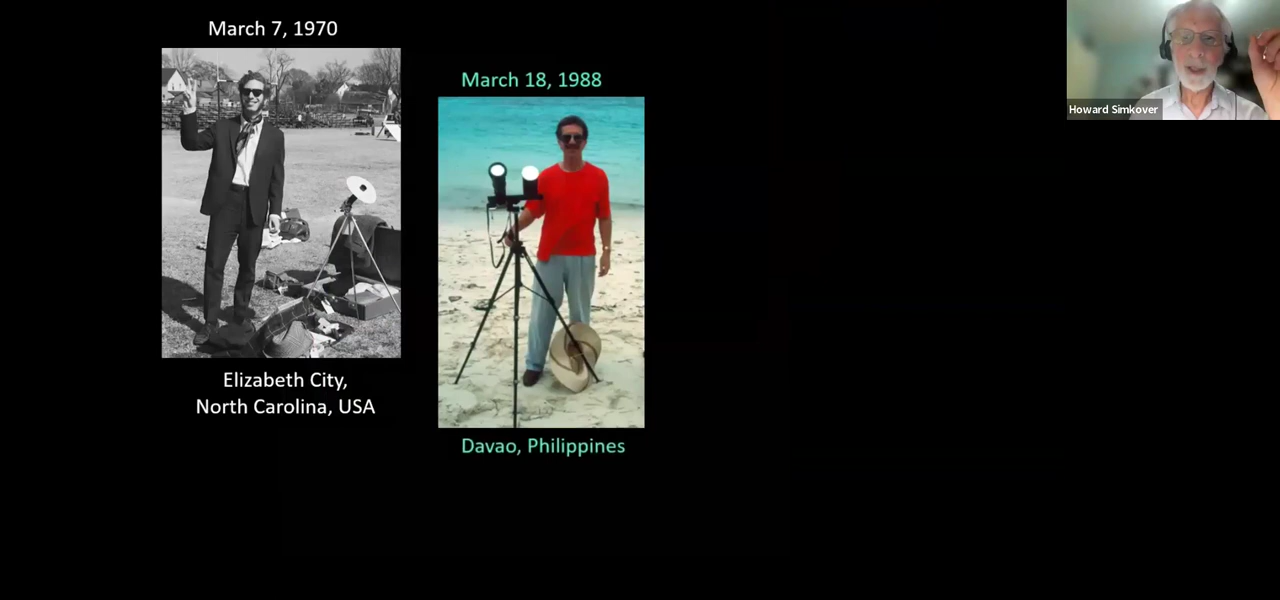 March 7, 1970
March 18, 1988
Howard Simkover
Elizabeth City,
North Carolina, USA
Davao, Philippines